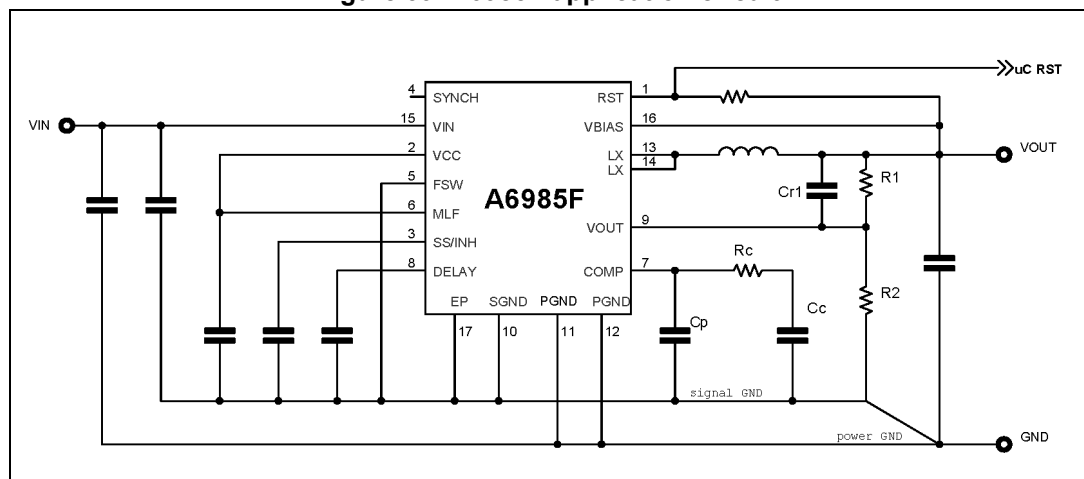 uC RST
4
SYNCH
RST
1
VIN
15
VIN
VBIAS
16
2
VCC
LX
13
VOUT
LX
14
5
FSW
R1
A6985F
Cr1
6
MLF
VOUT
9
3
SS/INH
Rc
8
DELAY
COMP
7
R2
EP
SGND
PGND
PGND
Cp
Cc
17
10
11
12
signal GND
power GND
GND